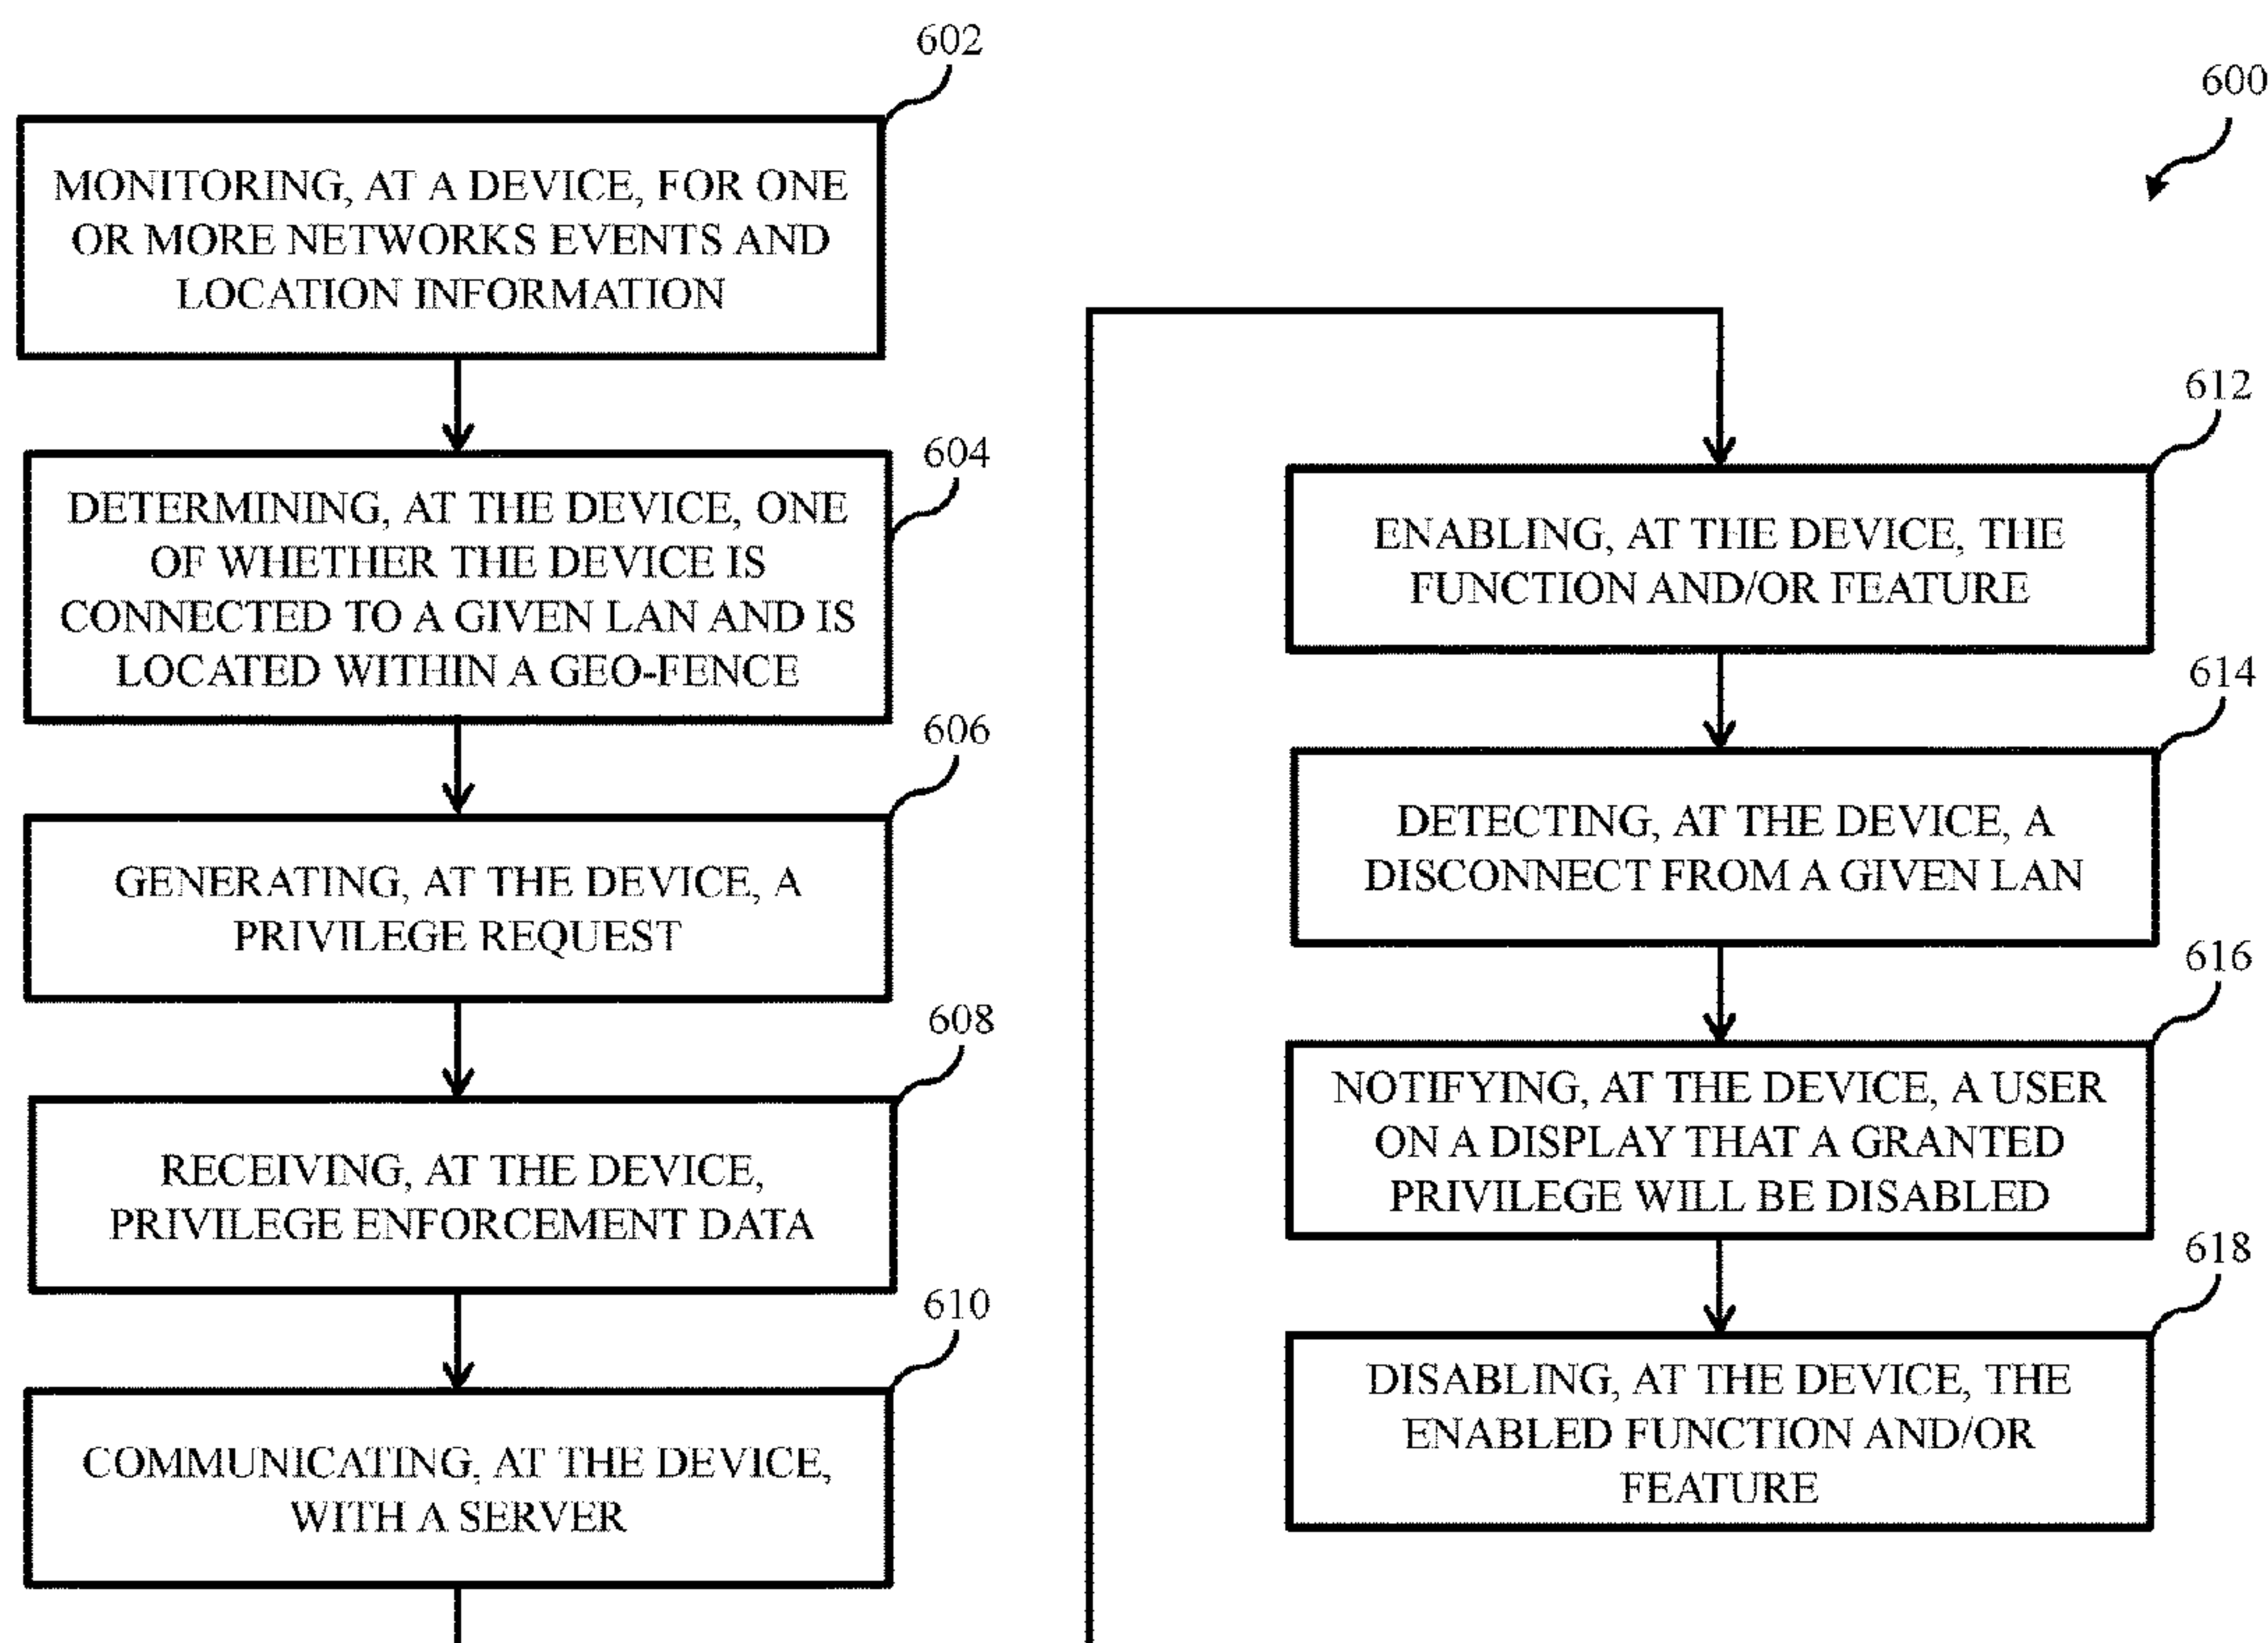 602
MONITORING, AT A DEVICE, FOR ONE
OR MORE NETWORKS EVENTS AND
LOCATION INFORMATION
604
DETERMINING, AT THE DEVICE, ONE
OF WHETHER THE DEVICE IS
CONNECTED TO A GIVEN LAN AND IS
LOCATED WITHIN A GEO-FENCE
606
GENERATING, AT THE DEVICE, A
PRIVILEGE REQUEST
608
RECEIVING, AT THE DEVICE,
PRIVILEGE ENFORCEMENT DATA
610
COMMUNICATING, AT THE DEVICE,
WITH A SERVER
600
612
ENABLING, AT THE DEVICE, THE
FUNCTION AND/OR FEATURE
614
DETECTING, AT THE DEVICE, A
DISCONNECT FROM A GIVEN LAN
616
NOTIFYING, AT THE DEVICE, A USER
ON A DISPLAY THAT A GRANTED
PRIVILEGE WILL BE DISABLED
618
DISABLING, AT THE DEVICE, THE
ENABLED FUNCTION AND/OR
FEATURE